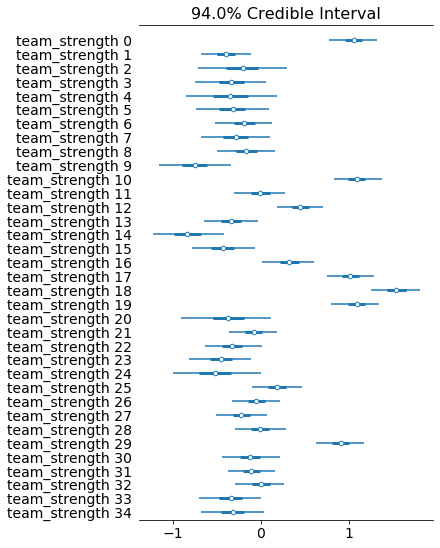 94.0% Credible Interval
team_strength 0
team_strength 1
team_strength 2
team_strength 3
team_strength 4
team_strength 5
team_strength 6
team_strength 7
team_strength 8
team_strength 9
team_strength 10
team_strength 11
team_strength 12
team_strength 13
team_strength 14
team_strength 15
team_strength 16
team_strength 17
team_strength 18
team_strength 19
team_strength 20
team_strength 21
team_strength 22
team_strength 23
team_strength 24
team_strength 25
team_strength 26
team_strength 27
team_strength 28
team_strength 29
team_strength 30
team_strength 31
team_strength 32
team_strength 33
team_strength 34
−1 0 1